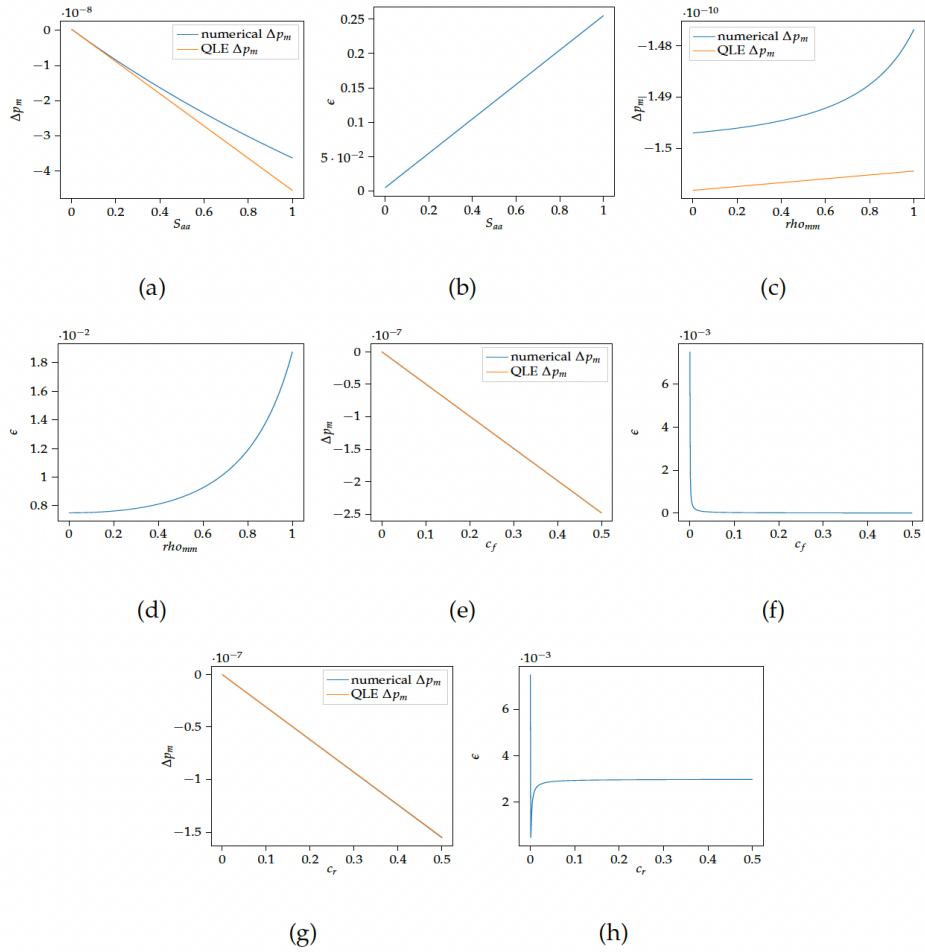 ·10⁻⁸
0
−1
−2
−3
−4
Δp_m
numerical Δp_m
QLE Δp_m
0 0.2 0.4 0.6 0.8 1
S_aa
(a)
0.25
0.2
0.15
0.1
5 · 10⁻²
0
ϵ
0 0.2 0.4 0.6 0.8 1
S_aa
(b)
·10⁻¹⁰
−1.48
−1.49
−1.5
Δp_m|
numerical Δp_m
QLE Δp_m
0 0.2 0.4 0.6 0.8 1
rho_mm
(c)
·10⁻²
1.8
1.6
1.4
1.2
1
0.8
ϵ
0 0.2 0.4 0.6 0.8 1
rho_mm
(d)
·10⁻⁷
0
−0.5
−1
−1.5
−2
−2.5
Δp_m
numerical Δp_m
QLE Δp_m
0 0.1 0.2 0.3 0.4 0.5
c_f
(e)
·10⁻³
6
4
2
0
ϵ
0 0.1 0.2 0.3 0.4 0.5
c_f
(f)
·10⁻⁷
0
−0.5
−1
−1.5
Δp_m
numerical Δp_m
QLE Δp_m
0 0.1 0.2 0.3 0.4 0.5
c_r
(g)
·10⁻³
6
4
2
ϵ
0 0.1 0.2 0.3 0.4 0.5
c_r
(h)